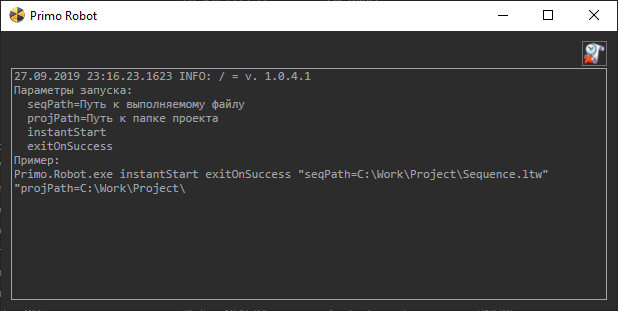 Primo Robot
27.09.2019 23:16.23.1623 INFO: / = v. 1.0.4.1
Параметры запуска:
seqPath=Путь к выполняемому файлу
projPath=Путь к папке проекта
instantStart
exitOnSuccess
Пример:
Primo.Robot.exe instantStart exitOnSuccess "seqPath=C:\Work\Project\Sequence.ltw"
"projPath=C:\Work\Project\